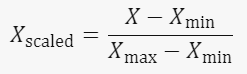 X_scaled = (X − X_min) / (X_max − X_min)